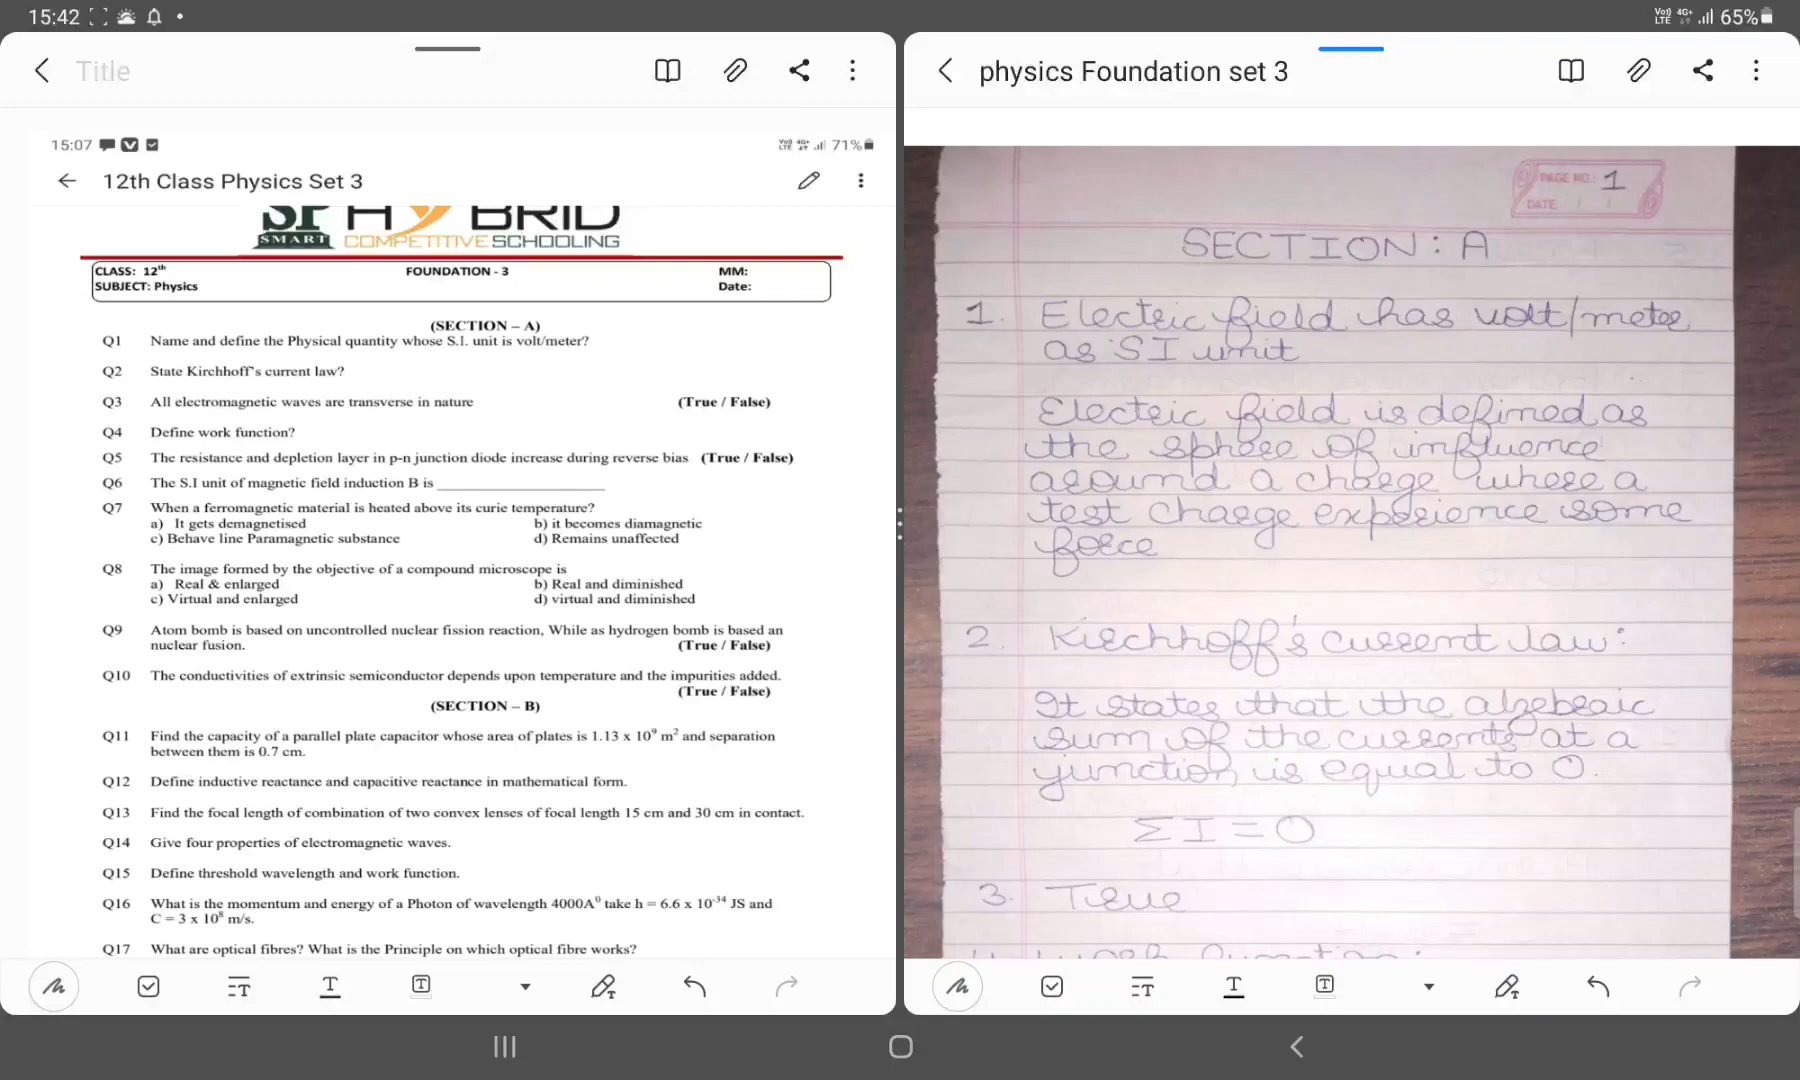 15:42
Vo) 4G+ LTE 65%
Title
15:07
Vo) 4G+ LTE 71%
12th Class Physics Set 3
SP HYBRID
SMART COMPETITIVE SCHOOLING
CLASS: 12th FOUNDATION - 3 MM:
SUBJECT: Physics Date:
(SECTION – A)
Q1 Name and define the Physical quantity whose S.I. unit is volt/meter?
Q2 State Kirchhoff's current law?
Q3 All electromagnetic waves are transverse in nature (True / False)
Q4 Define work function?
Q5 The resistance and depletion layer in p-n junction diode increase during reverse bias (True / False)
Q6 The S.I unit of magnetic field induction B is ____________________
Q7 When a ferromagnetic material is heated above its curie temperature?
a) It gets demagnetised b) it becomes diamagnetic
c) Behave line Paramagnetic substance d) Remains unaffected
Q8 The image formed by the objective of a compound microscope is
a) Real & enlarged b) Real and diminished
c) Virtual and enlarged d) virtual and diminished
Q9 Atom bomb is based on uncontrolled nuclear fission reaction, While as hydrogen bomb is based an
nuclear fusion. (True / False)
Q10 The conductivities of extrinsic semiconductor depends upon temperature and the impurities added.
(True / False)
(SECTION – B)
Q11 Find the capacity of a parallel plate capacitor whose area of plates is 1.13 x 10⁹ m² and separation
between them is 0.7 cm.
Q12 Define inductive reactance and capacitive reactance in mathematical form.
Q13 Find the focal length of combination of two convex lenses of focal length 15 cm and 30 cm in contact.
Q14 Give four properties of electromagnetic waves.
Q15 Define threshold wavelength and work function.
Q16 What is the momentum and energy of a Photon of wavelength 4000A⁰ take h = 6.6 x 10⁻³⁴ JS and
C = 3 x 10⁸ m/s.
Q17 What are optical fibres? What is the Principle on which optical fibre works?
physics Foundation set 3
PAGE NO.: 1
DATE: / /
SECTION : A
1. Electric field has volt/meter
as SI unit
Electric field is defined as
the sphere of influence
around a charge where a
test charge experience some
force
2. Kirchhoff's current law:
It states that the algebraic
sum of the currents at a
junction is equal to 0.
Σ I = 0
3. True